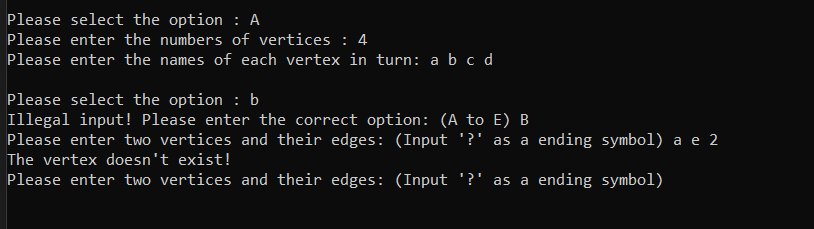 Please select the option : A
Please enter the numbers of vertices : 4
Please enter the names of each vertex in turn: a b c d
Please select the option : b
Illegal input! Please enter the correct option: (A to E) B
Please enter two vertices and their edges: (Input '?' as a ending symbol) a e 2
The vertex doesn't exist!
Please enter two vertices and their edges: (Input '?' as a ending symbol)